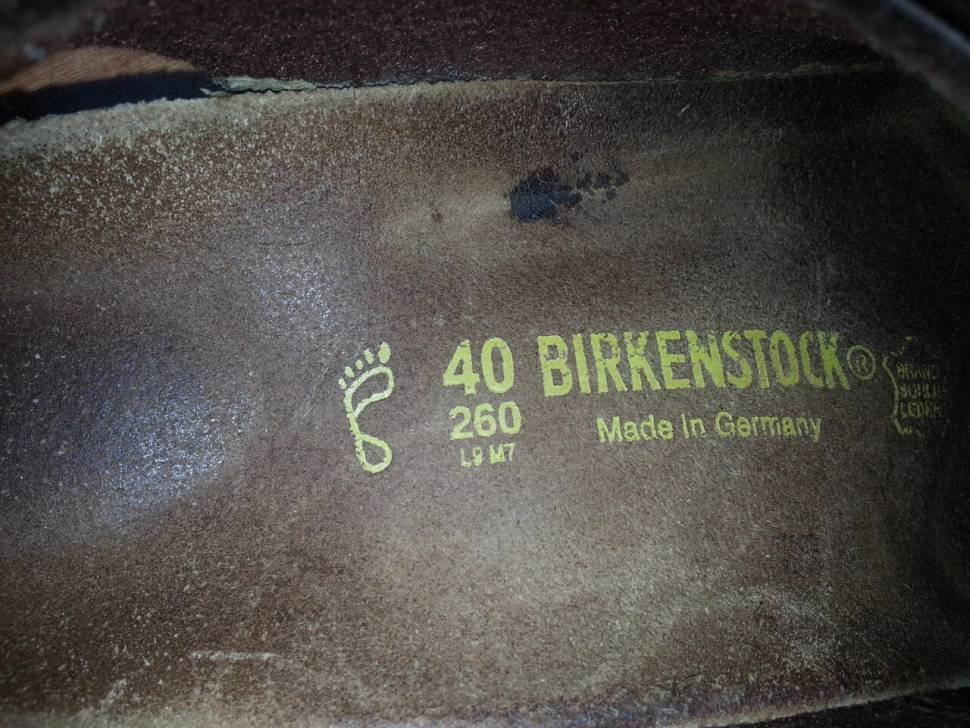 40 BIRKENSTOCK®
260 Made in Germany
L9 M7